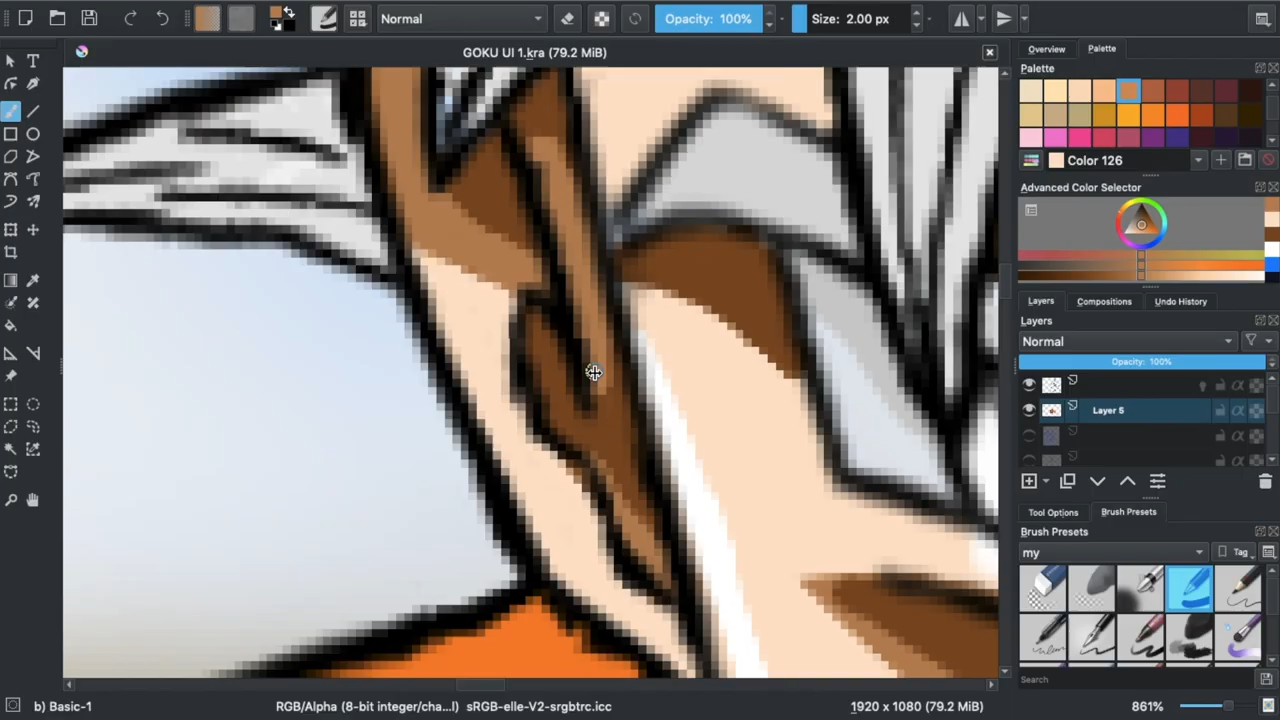 Normal
Opacity: 100%
Size: 2.00 px
GOKU UI 1.kra (79.2 MiB)
Overview
Palette
Palette
Color 126
Advanced Color Selector
Layers
Compositions
Undo History
Layers
Normal
Opacity: 100%
Layer 5
Tool Options
Brush Presets
Brush Presets
my
Tag
Search
b) Basic-1
RGB/Alpha (8-bit integer/cha...l) sRGB-elle-V2-srgbtrc.icc
1920 x 1080 (79.2 MiB)
861%